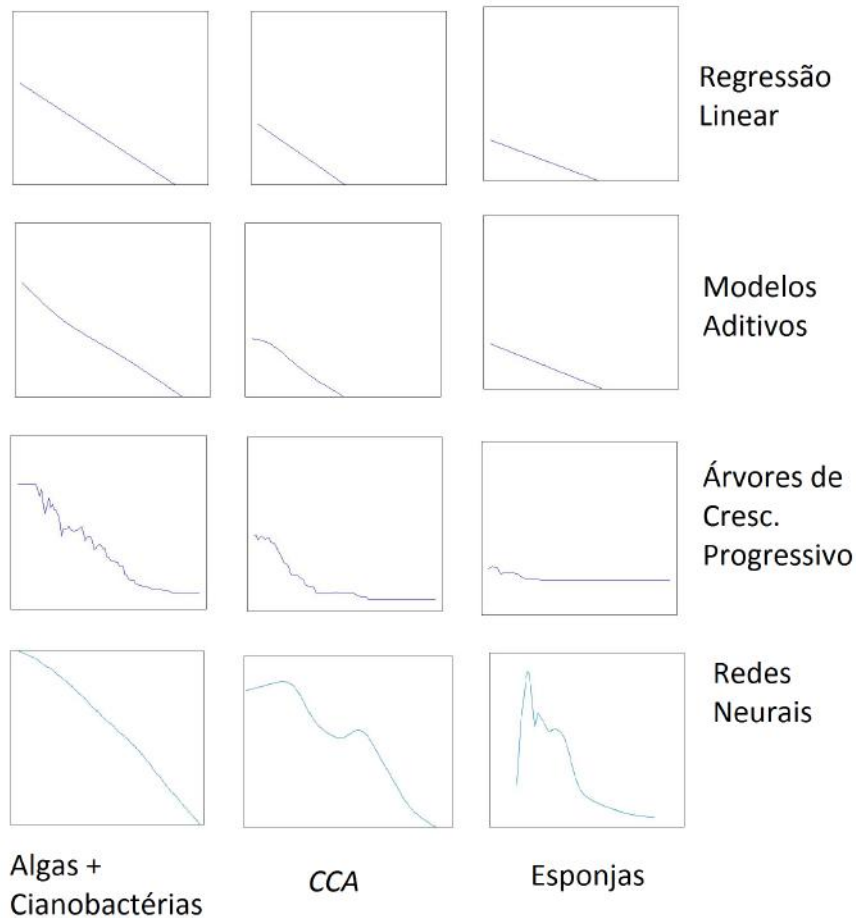 Regressão
Linear
Modelos
Aditivos
Árvores de
Cresc.
Progressivo
Redes
Neurais
Algas +
Cianobactérias
CCA
Esponjas